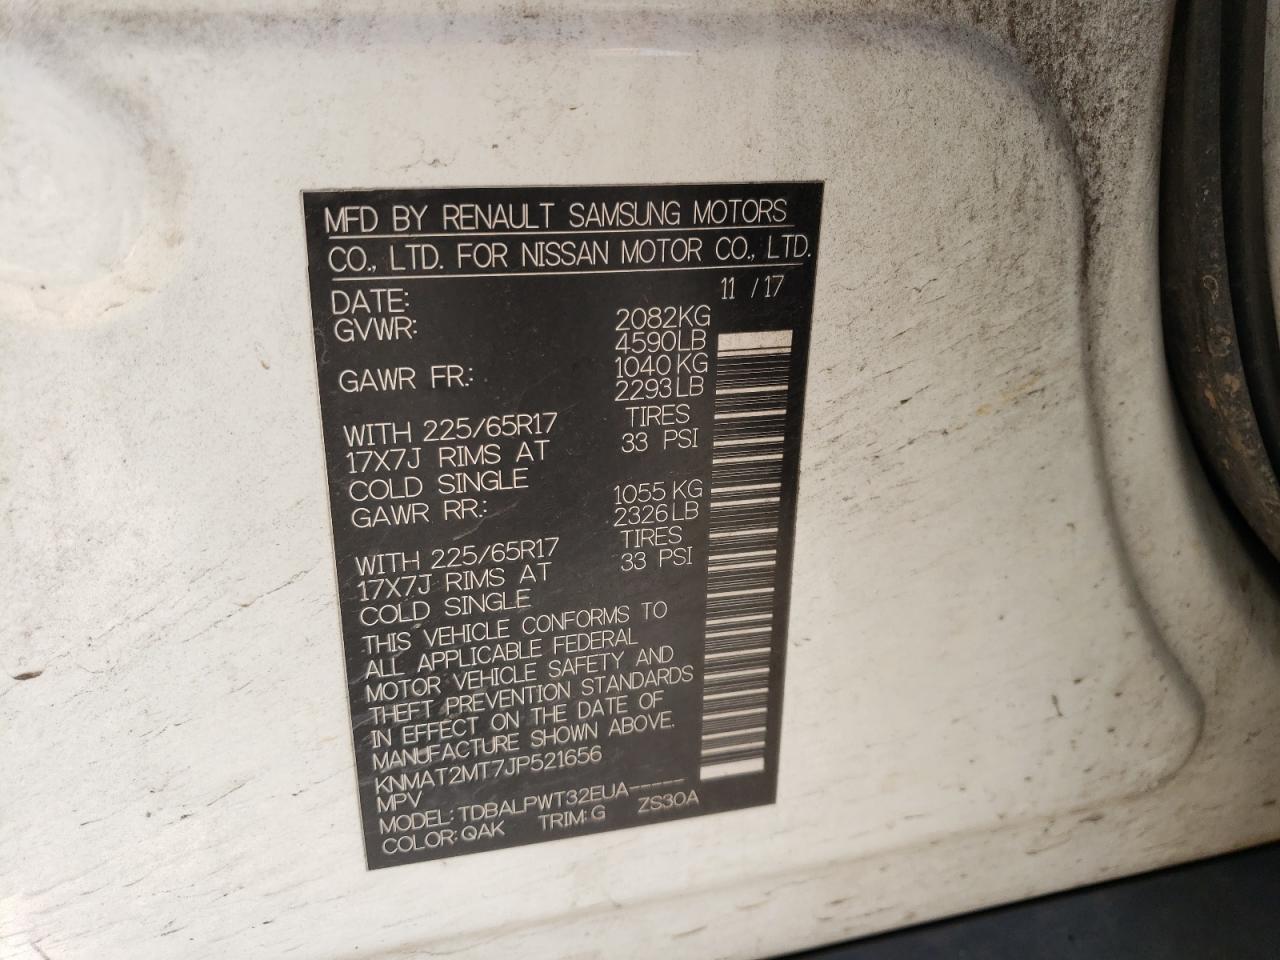 MFD BY RENAULT SAMSUNG MOTORS
CO., LTD. FOR NISSAN MOTOR CO., LTD.
DATE: 11 / 17
GVWR: 2082KG
4590LB
GAWR FR.: 1040KG
2293LB
WITH 225/65R17 TIRES
17X7J RIMS AT 33 PSI
COLD SINGLE
GAWR RR.: 1055KG
2326LB
WITH 225/65R17 TIRES
17X7J RIMS AT 33 PSI
COLD SINGLE
THIS VEHICLE CONFORMS TO
ALL APPLICABLE FEDERAL
MOTOR VEHICLE SAFETY AND
THEFT PREVENTION STANDARDS
IN EFFECT ON THE DATE OF
MANUFACTURE SHOWN ABOVE.
KNMAT2MT7JP521656
MPV
MODEL: TDBALPWT32EUA-----
COLOR: QAK TRIM: G ZS30A